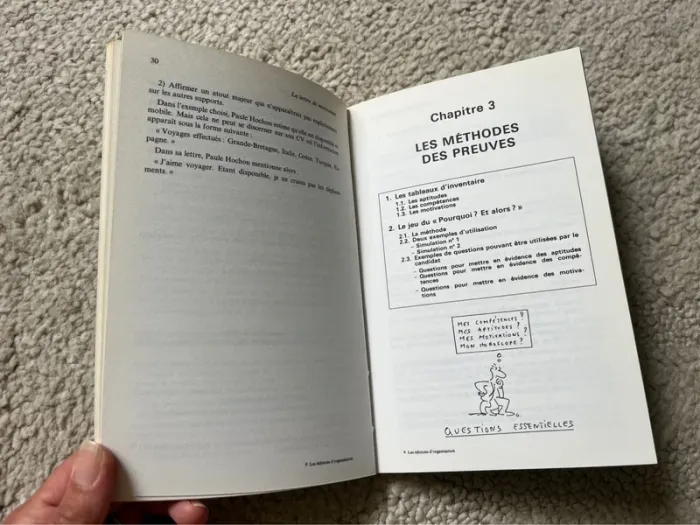 30
La lettre de motivation
2) Affirmer un atout majeur qui n'apparaîtrait pas explicitement
sur les autres supports.
Dans l'exemple choisi, Paule Hochon estime qu'elle est disponible et
mobile. Mais cela ne peut se discerner sur son CV où l'information
apparaît sous la forme suivante :
« Voyages effectués : Grande-Bretagne, Italie, Grèce, Turquie, Es-
pagne. »
Dans sa lettre, Paule Hochon mentionne alors :
« J'aime voyager. Etant disponible, je ne crains pas les déplace-
ments. »
© Les éditions d'organisation
Chapitre 3
LES MÉTHODES
DES PREUVES
1. Les tableaux d'inventaire
1.1. Les aptitudes
1.2. Les compétences
1.3. Les motivations
2. Le jeu du « Pourquoi ? Et alors ? »
2.1. La méthode
2.2. Deux exemples d'utilisation
- Simulation n° 1
- Simulation n° 2
2.3. Exemples de questions pouvant être utilisées par le
candidat
- Questions pour mettre en évidence des aptitudes
- Questions pour mettre en évidence des compé-
tences
- Questions pour mettre en évidence des motiva-
tions
MES COMPÉTENCES ?
MES APTITUDES ?
MES MOTIVATIONS ?
MON HOROSCOPE ?
QUESTIONS ESSENTIELLES
© Les éditions d'organisation